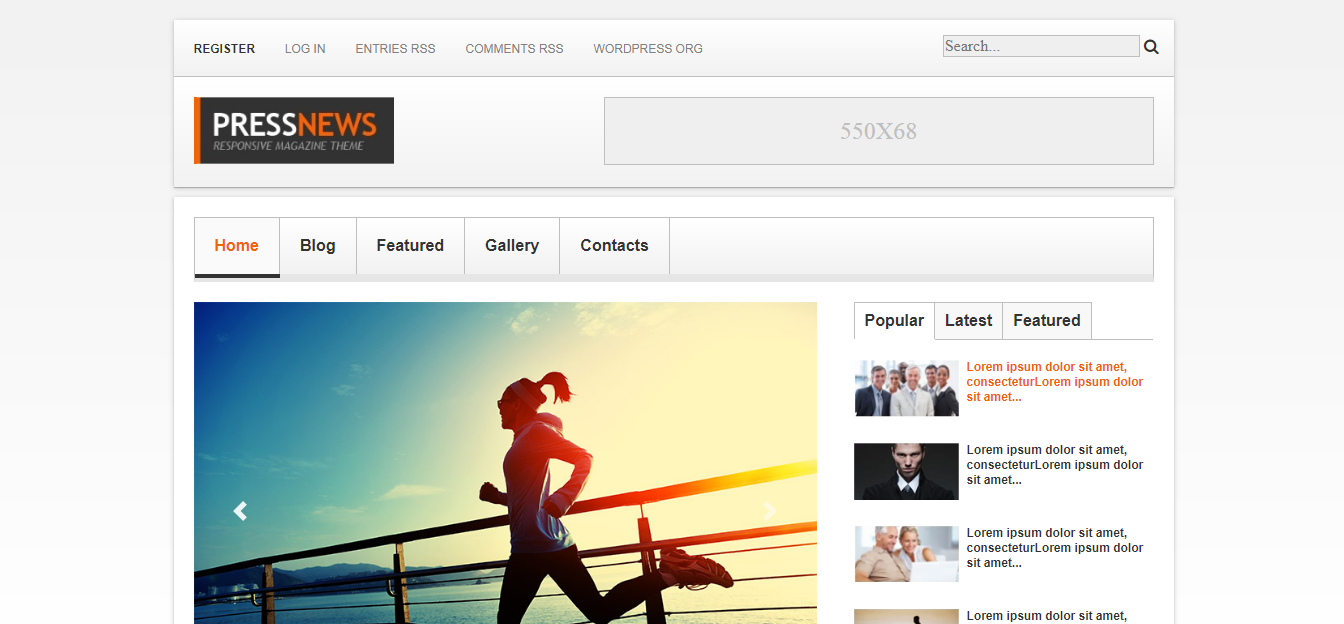 REGISTER LOG IN ENTRIES RSS COMMENTS RSS WORDPRESS ORG Search...
PRESSNEWS
RESPONSIVE MAGAZINE THEME
550X68
Home Blog Featured Gallery Contacts
Popular Latest Featured
Lorem ipsum dolor sit amet,
consecteturLorem ipsum dolor
sit amet...
Lorem ipsum dolor sit amet,
consecteturLorem ipsum dolor
sit amet...
Lorem ipsum dolor sit amet,
consecteturLorem ipsum dolor
sit amet...
Lorem ipsum dolor sit amet,